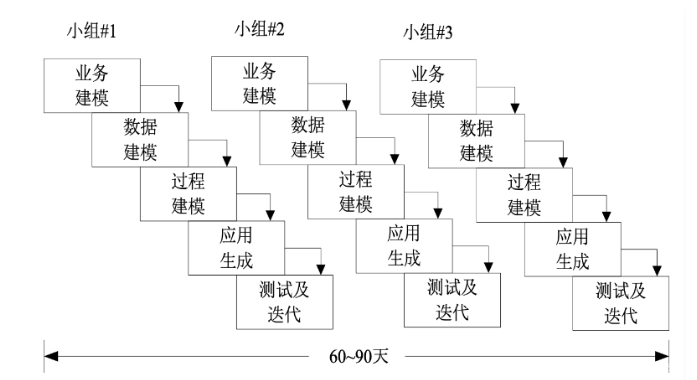 小组#1
小组#2
小组#3
业务
建模
业务
建模
业务
建模
数据
建模
数据
建模
数据
建模
过程
建模
过程
建模
过程
建模
应用
生成
应用
生成
应用
生成
测试及
迭代
测试及
迭代
测试及
迭代
60~90天